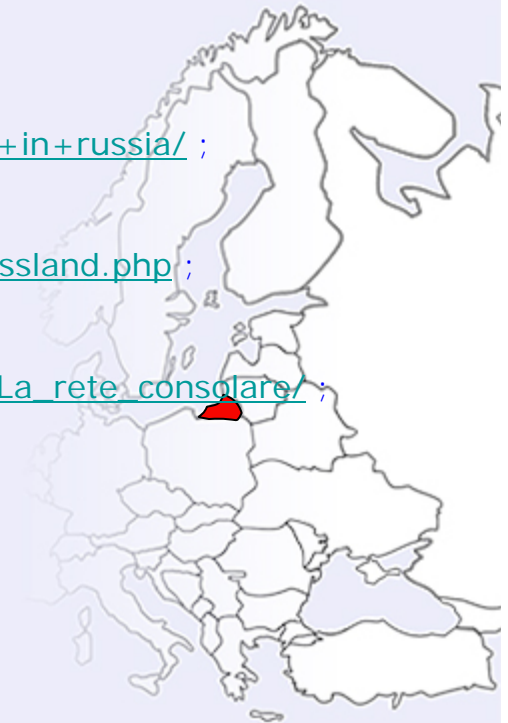 +in+russia/ ;
ssland.php ;
La_rete_consolare/ ;